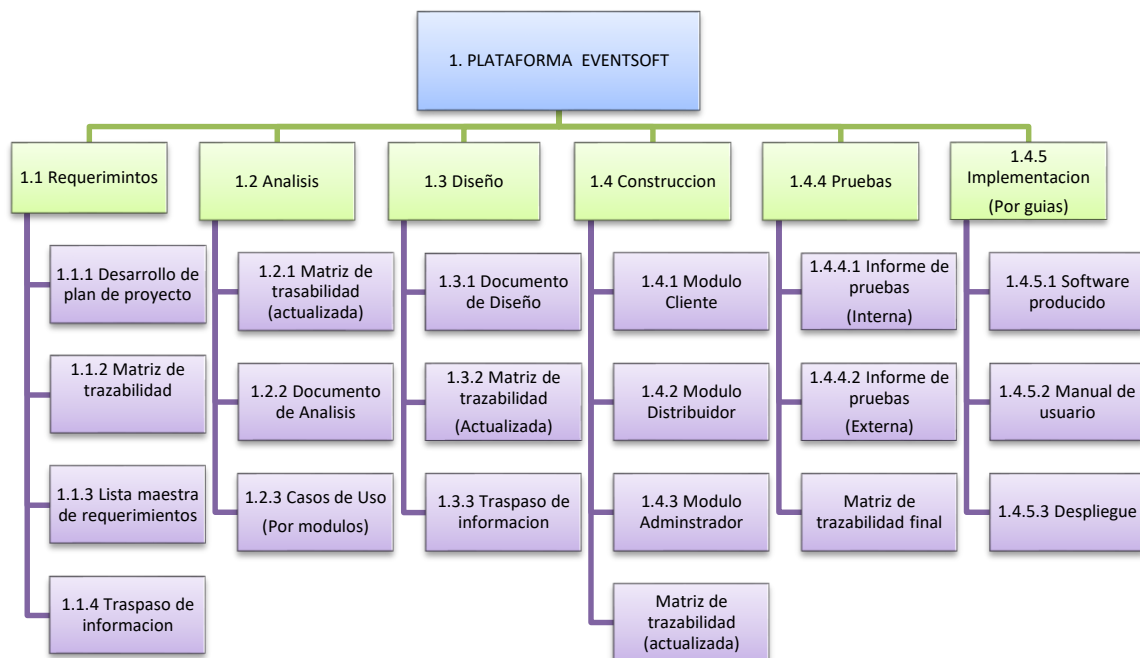 1. PLATAFORMA EVENTSOFT
1.1 Requerimintos
1.1.1 Desarrollo de
plan de proyecto
1.1.2 Matriz de
trazabilidad
1.1.3 Lista maestra
de requerimientos
1.1.4 Traspaso de
informacion
1.2 Analisis
1.2.1 Matriz de
trasabilidad
(actualizada)
1.2.2 Documento
de Analisis
1.2.3 Casos de Uso
(Por modulos)
1.3 Diseño
1.3.1 Documento
de Diseño
1.3.2 Matriz de
trazabilidad
(Actualizada)
1.3.3 Traspaso de
informacion
1.4 Construccion
1.4.1 Modulo
Cliente
1.4.2 Modulo
Distribuidor
1.4.3 Modulo
Adminstrador
Matriz de
trazabilidad
(actualizada)
1.4.4 Pruebas
1.4.4.1 Informe de
pruebas
(Interna)
1.4.4.2 Informe de
pruebas
(Externa)
Matriz de
trazabilidad final
1.4.5
Implementacion
(Por guias)
1.4.5.1 Software
producido
1.4.5.2 Manual de
usuario
1.4.5.3 Despliegue